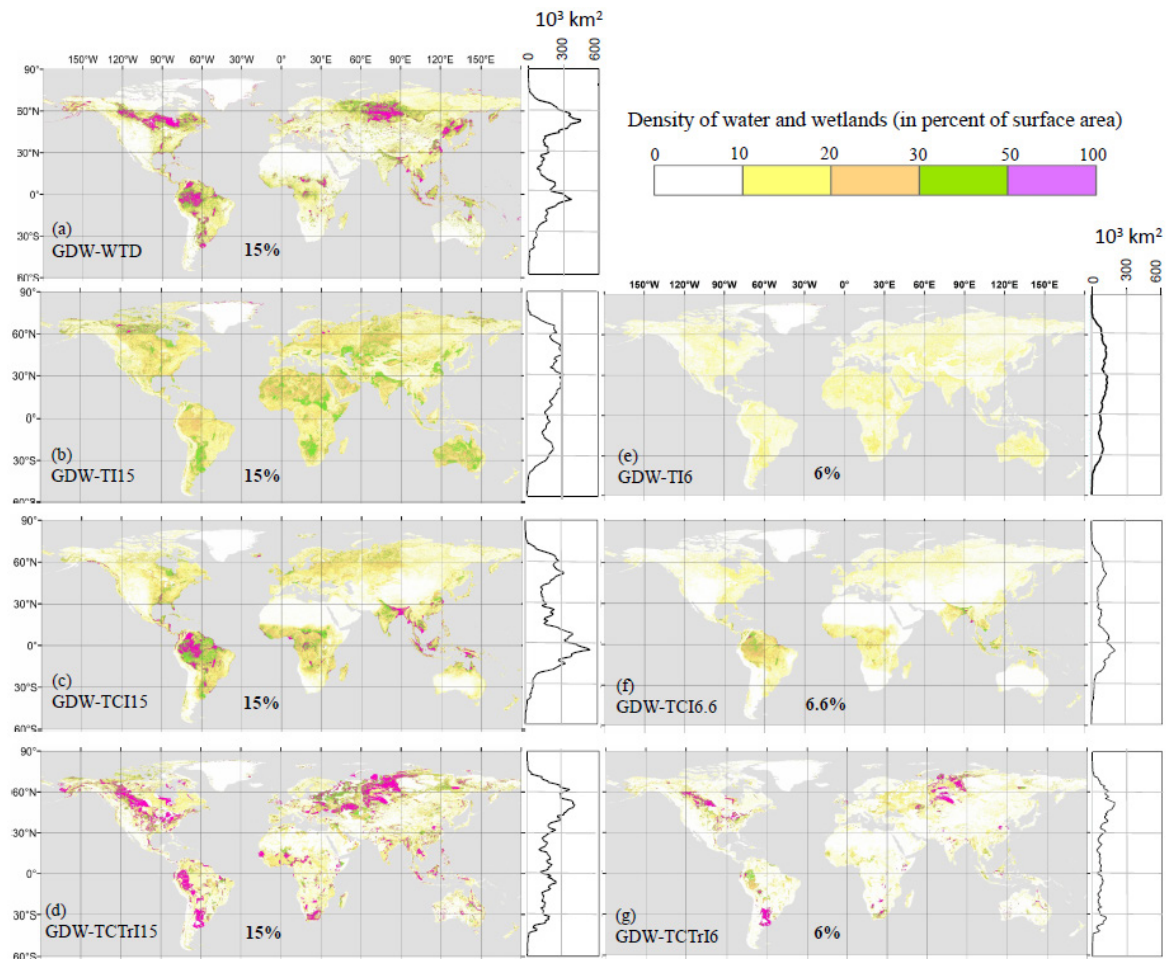 10³ km²
0 300 600
150°W 120°W 90°W 60°W 30°W 0° 30°E 60°E 90°E 120°E 150°E
90°
60°N
30°N
0°
30°S
60°S
(a)
GDW-WTD
15%
Density of water and wetlands (in percent of surface area)
0 10 20 30 50 100
90°
60°N
30°N
0°
30°S
60°S
(b)
GDW-TI15
15%
10³ km²
0 300 600
150°W 120°W 90°W 60°W 30°W 0° 30°E 60°E 90°E 120°E 150°E
(e)
GDW-TI6
6%
90°
60°N
30°N
0°
30°S
60°S
(c)
GDW-TCI15
15%
(f)
GDW-TCI6.6
6.6%
90°
60°N
30°N
0°
30°S
60°S
(d)
GDW-TCTrI15
15%
(g)
GDW-TCTrI6
6%